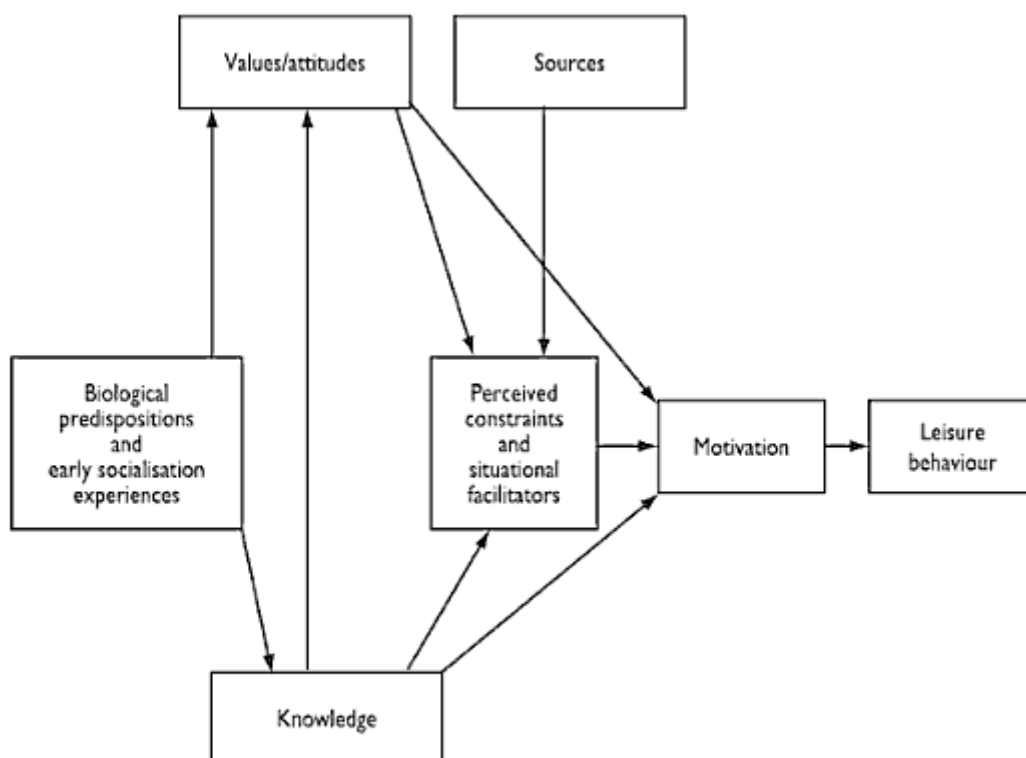 Values/attitudes
Sources
Biological
predispositions
and
early socialisation
experiences
Perceived
constraints
and
situational
facilitators
Motivation
Leisure
behaviour
Knowledge